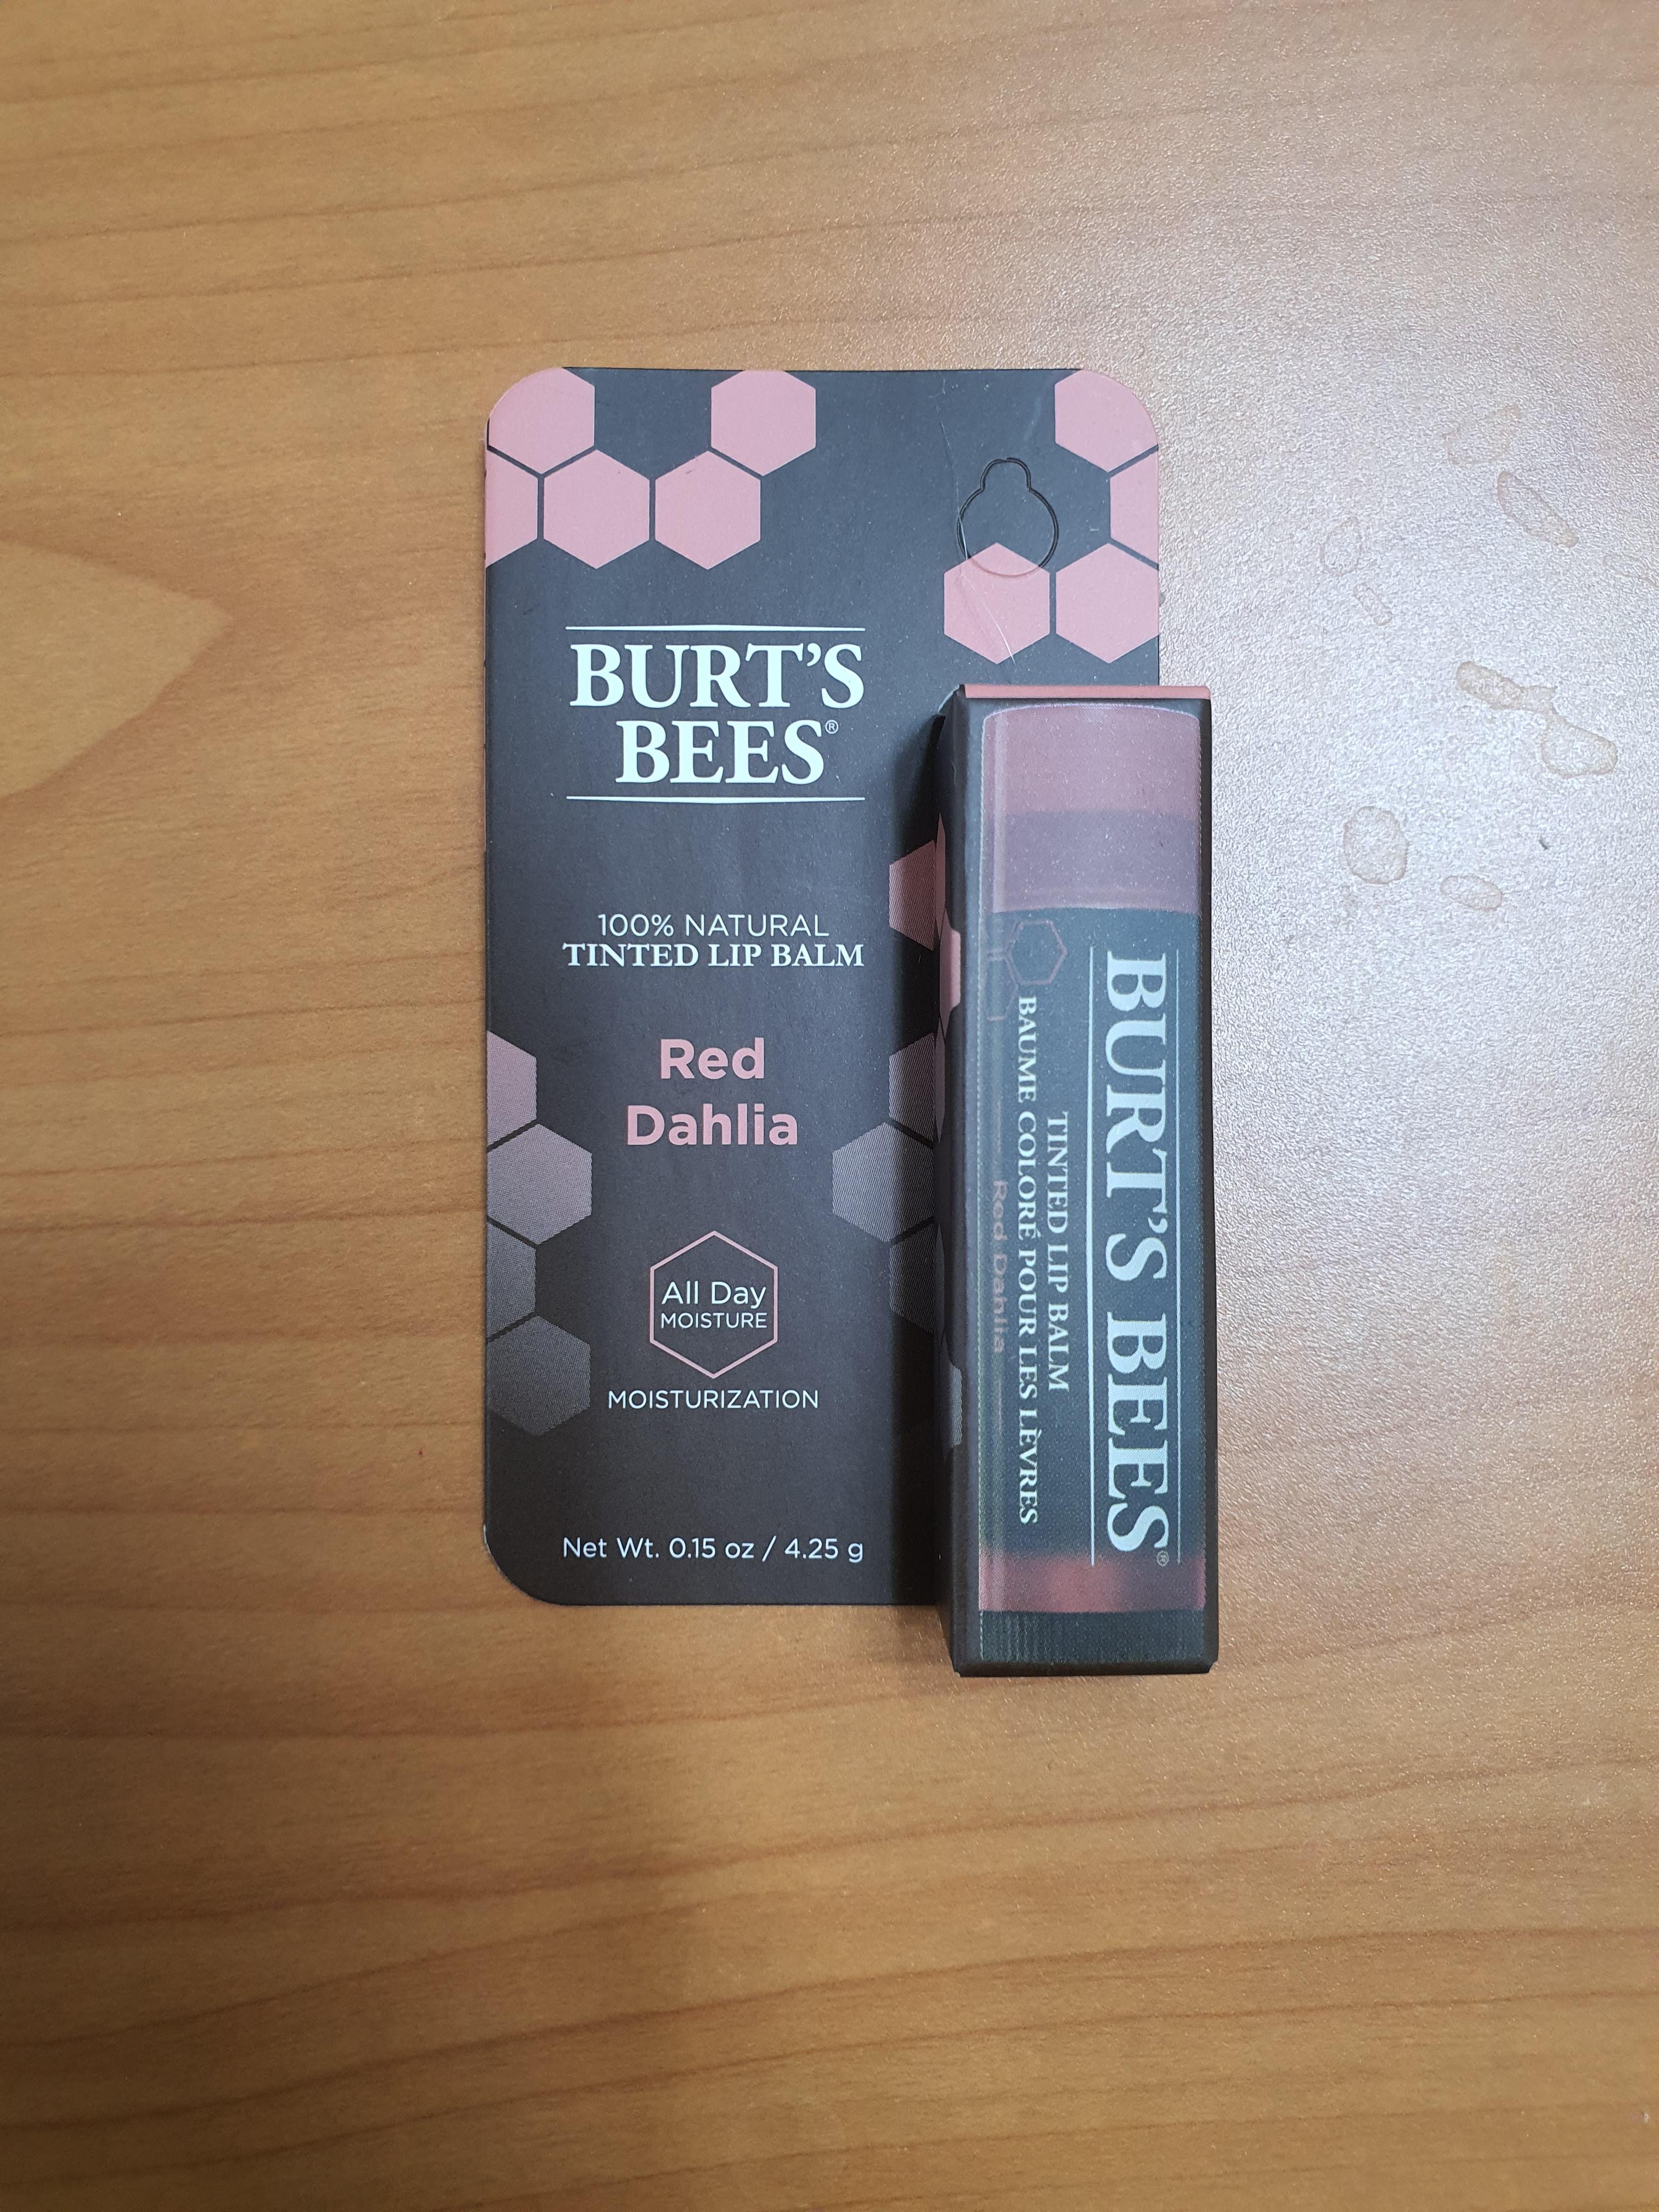 BURT'S
BEES®
100% NATURAL
TINTED LIP BALM
Red
Dahlia
All Day
MOISTURE
MOISTURIZATION
Net Wt. 0.15 oz / 4.25 g
BURT'S BEES®
TINTED LIP BALM
BAUME COLORÉ POUR LES LÈVRES
Red Dahlia